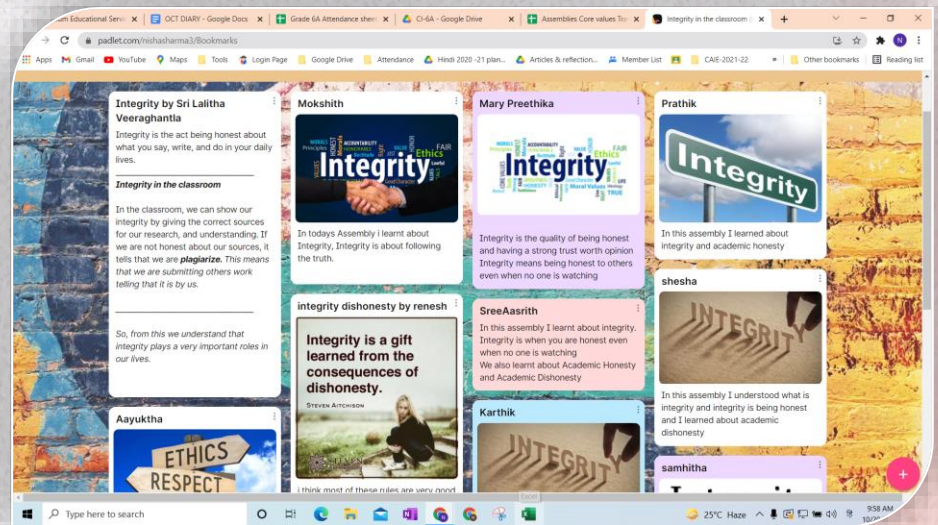 OCT DIARY - Google Docs
Grade 6A Attendance sheet
CI-6A - Google Drive
Assemblies Core values
Integrity in the classroom
padlet.com/nishasharma3/Bookmarks
N
Apps
Gmail
YouTube
Maps
Tools
Login Page
Google Drive
Attendance
Hindi 2020 -21 plan...
Articles & reflection...
Member List
CAIE-2021-22
Other bookmarks
Reading list
Integrity by Sri Lalitha
Veeraghantla
Integrity is the act being honest about
what you say, write, and do in your daily
lives.
Integrity in the classroom
In the classroom, we can show our
integrity by giving the correct sources
for our research, and understanding. If
we are not honest about our sources, it
tells that we are plagiarize. This means
that we are submitting others work
telling that it is by us.
So, from this we understand that
integrity plays a very important roles in
our lives.
Aayuktha
ETHICS
RESPECT
Mokshith
MORALS
ACCOUNTABILITY
HONORABLE
Principles
FAIR
Ethics
Integrity
In todays Assembly i learnt about
Integrity, Integrity is about following
the truth.
integrity dishonesty by renesh
Integrity is a gift
learned from the
consequences of
dishonesty.
STEVEN AITCHISON
i think most of these rules are very good
Mary Preethika
ACCOUNTABILITY
FAIR
Ethics
Integrity
Moral Values
TRUE
Integrity is the quality of being honest
and having a strong trust worth opinion
Integrity means being honest to others
even when no one is watching
SreeAasrith
In this assembly I learnt about integrity.
Integrity is when you are honest even
when no one is watching
We also learnt about Academic Honesty
and Academic Dishonesty
Karthik
INTEGRITY
Prathik
Integrity
In this assembly I learned about
integrity and academic honesty
shesha
INTEGRITY
In this assembly I understood what is
integrity and integrity is being honest
and I learned about academic
dishonesty
samhitha
Excel
Type here to search
25°C Haze
9:58 AM